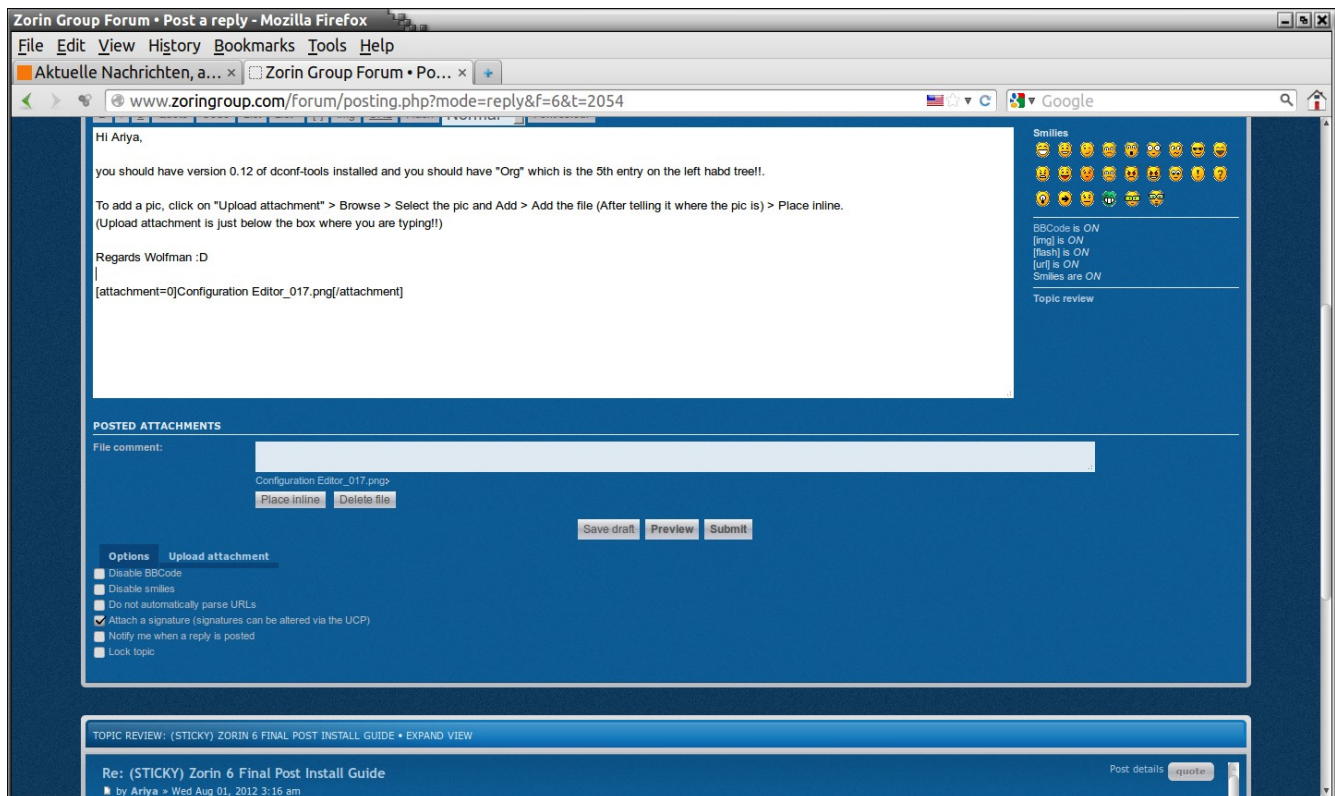 Zorin Group Forum • Post a reply - Mozilla Firefox
File Edit View History Bookmarks Tools Help
Aktuelle Nachrichten, a... × Zorin Group Forum • Po... ×
www.zoringroup.com/forum/posting.php?mode=reply&f=6&t=2054
Google
Normal
Hi Ariya,
you should have version 0.12 of dconf-tools installed and you should have "Org" which is the 5th entry on the left habd tree!!.
To add a pic, click on "Upload attachment" > Browse > Select the pic and Add > Add the file (After telling it where the pic is) > Place inline.
(Upload attachment is just below the box where you are typing!!)
Regards Wolfman :D
[attachment=0]Configuration Editor_017.png[/attachment]
Smilies
BBCode is ON
[img] is ON
[flash] is ON
[url] is ON
Smilies are ON
Topic review
POSTED ATTACHMENTS
File comment:
Configuration Editor_017.png
Place inline Delete file
Save draft Preview Submit
Options Upload attachment
Disable BBCode
Disable smilies
Do not automatically parse URLs
Attach a signature (signatures can be altered via the UCP)
Notify me when a reply is posted
Lock topic
TOPIC REVIEW: (STICKY) ZORIN 6 FINAL POST INSTALL GUIDE • EXPAND VIEW
Re: (STICKY) Zorin 6 Final Post Install Guide
Post details quote
by Ariya » Wed Aug 01, 2012 3:16 am